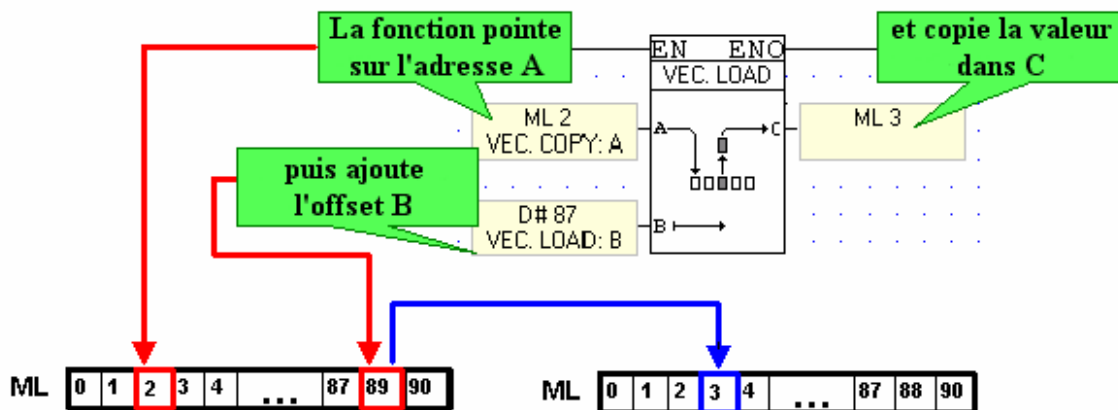 La fonction pointe
sur l'adresse A
EN ENO
VEC. LOAD
et copie la valeur
dans C
ML 2
VEC. COPY: A
A
C
ML 3
puis ajoute
l'offset B
D# 87
VEC. LOAD: B
B
ML 0 1 2 3 4 ... 87 89 90
ML 0 1 2 3 4 ... 87 88 90